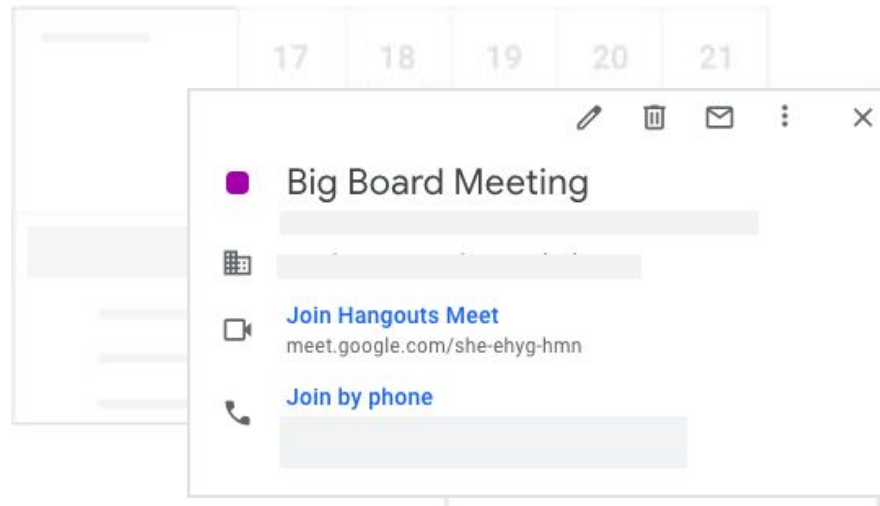 17 18 19 20 21
Big Board Meeting
Join Hangouts Meet
meet.google.com/she-ehyg-hmn
Join by phone